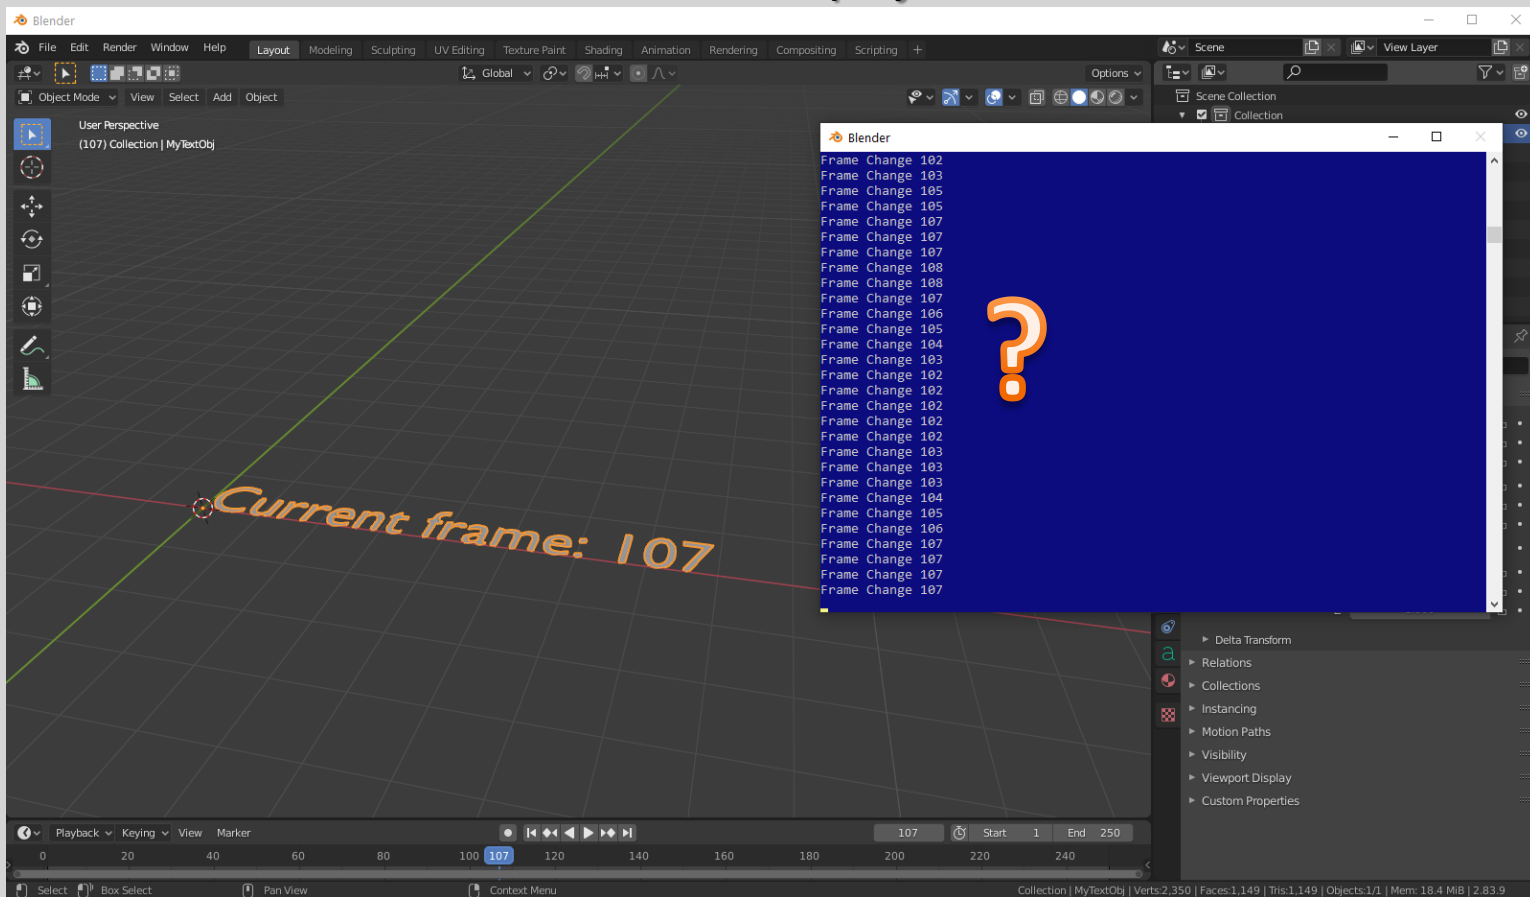 Blender
File Edit Render Window Help Layout Modeling Sculpting UV Editing Texture Paint Shading Animation Rendering Compositing Scripting + Scene View Layer
Global Options
Object Mode View Select Add Object
Scene Collection
Collection
User Perspective
(107) Collection | MyTextObj
Blender
Frame Change 102
Frame Change 103
Frame Change 105
Frame Change 105
Frame Change 107
Frame Change 107
Frame Change 107
Frame Change 108
Frame Change 108
Frame Change 107
Frame Change 106
Frame Change 105
Frame Change 104
Frame Change 103
Frame Change 102
Frame Change 102
Frame Change 102
Frame Change 102
Frame Change 102
Frame Change 103
Frame Change 103
Frame Change 103
Frame Change 104
Frame Change 105
Frame Change 106
Frame Change 107
Frame Change 107
Frame Change 107
Frame Change 107
?
Current frame: 107
Delta Transform
Relations
Collections
Instancing
Motion Paths
Visibility
Viewport Display
Custom Properties
Playback Keying View Marker 107 Start 1 End 250
0 20 40 60 80 100 107 120 140 160 180 200 220 240
Select Box Select Pan View Context Menu Collection | MyTextObj | Verts:2,350 | Faces:1,149 | Tris:1,149 | Objects:1/1 | Mem: 18.4 MiB | 2.83.9